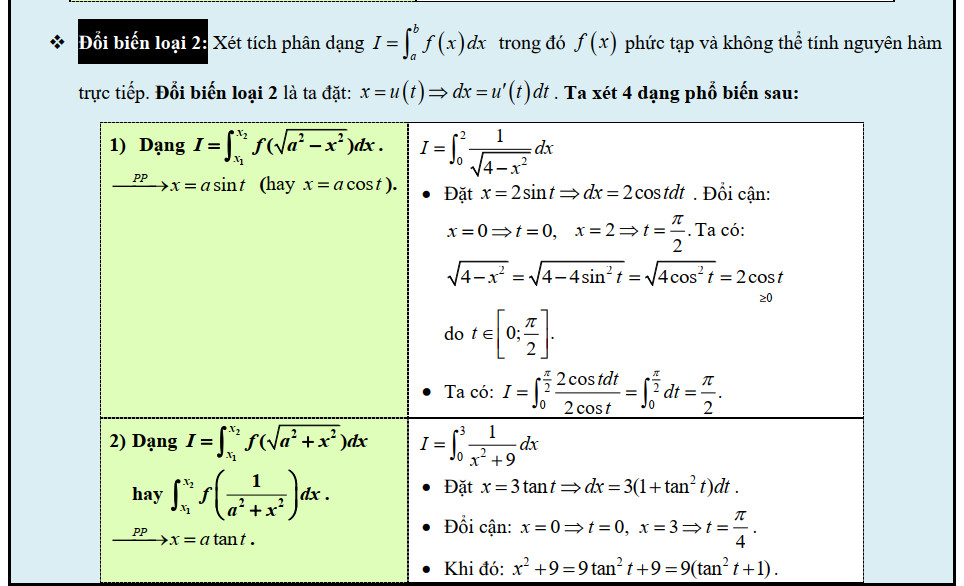 ❖ Đổi biến loại 2: Xét tích phân dạng $I=\int_a^b f(x)dx$ trong đó $f(x)$ phức tạp và không thể tính nguyên hàm
trực tiếp. Đổi biến loại 2 là ta đặt: $x=u(t)\Rightarrow dx=u'(t)dt$ . Ta xét 4 dạng phổ biến sau:
1) Dạng $I=\int_{x_1}^{x_2} f(\sqrt{a^2-x^2})dx$ .
$\xrightarrow{PP} x=a\sin t$ (hay $x=a\cos t$ ).
$I=\int_0^2 \frac{1}{\sqrt{4-x^2}}dx$
• Đặt $x=2\sin t\Rightarrow dx=2\cos tdt$ . Đổi cận:
$x=0\Rightarrow t=0,\quad x=2\Rightarrow t=\frac{\pi}{2}$. Ta có:
$\sqrt{4-x^2}=\sqrt{4-4\sin^2 t}=\sqrt{4\cos^2 t}=2\underset{\geq 0}{\cos t}$
do $t\in\left[0;\frac{\pi}{2}\right]$.
• Ta có: $I=\int_0^{\frac{\pi}{2}}\frac{2\cos tdt}{2\cos t}=\int_0^{\frac{\pi}{2}}dt=\frac{\pi}{2}$.
2) Dạng $I=\int_{x_1}^{x_2} f(\sqrt{a^2+x^2})dx$
hay $\int_{x_1}^{x_2} f\left(\frac{1}{a^2+x^2}\right)dx$ .
$\xrightarrow{PP} x=a\tan t$ .
$I=\int_0^3 \frac{1}{x^2+9}dx$
• Đặt $x=3\tan t\Rightarrow dx=3(1+\tan^2 t)dt$ .
• Đổi cận: $x=0\Rightarrow t=0,\ x=3\Rightarrow t=\frac{\pi}{4}$ .
• Khi đó: $x^2+9=9\tan^2 t+9=9(\tan^2 t+1)$ .